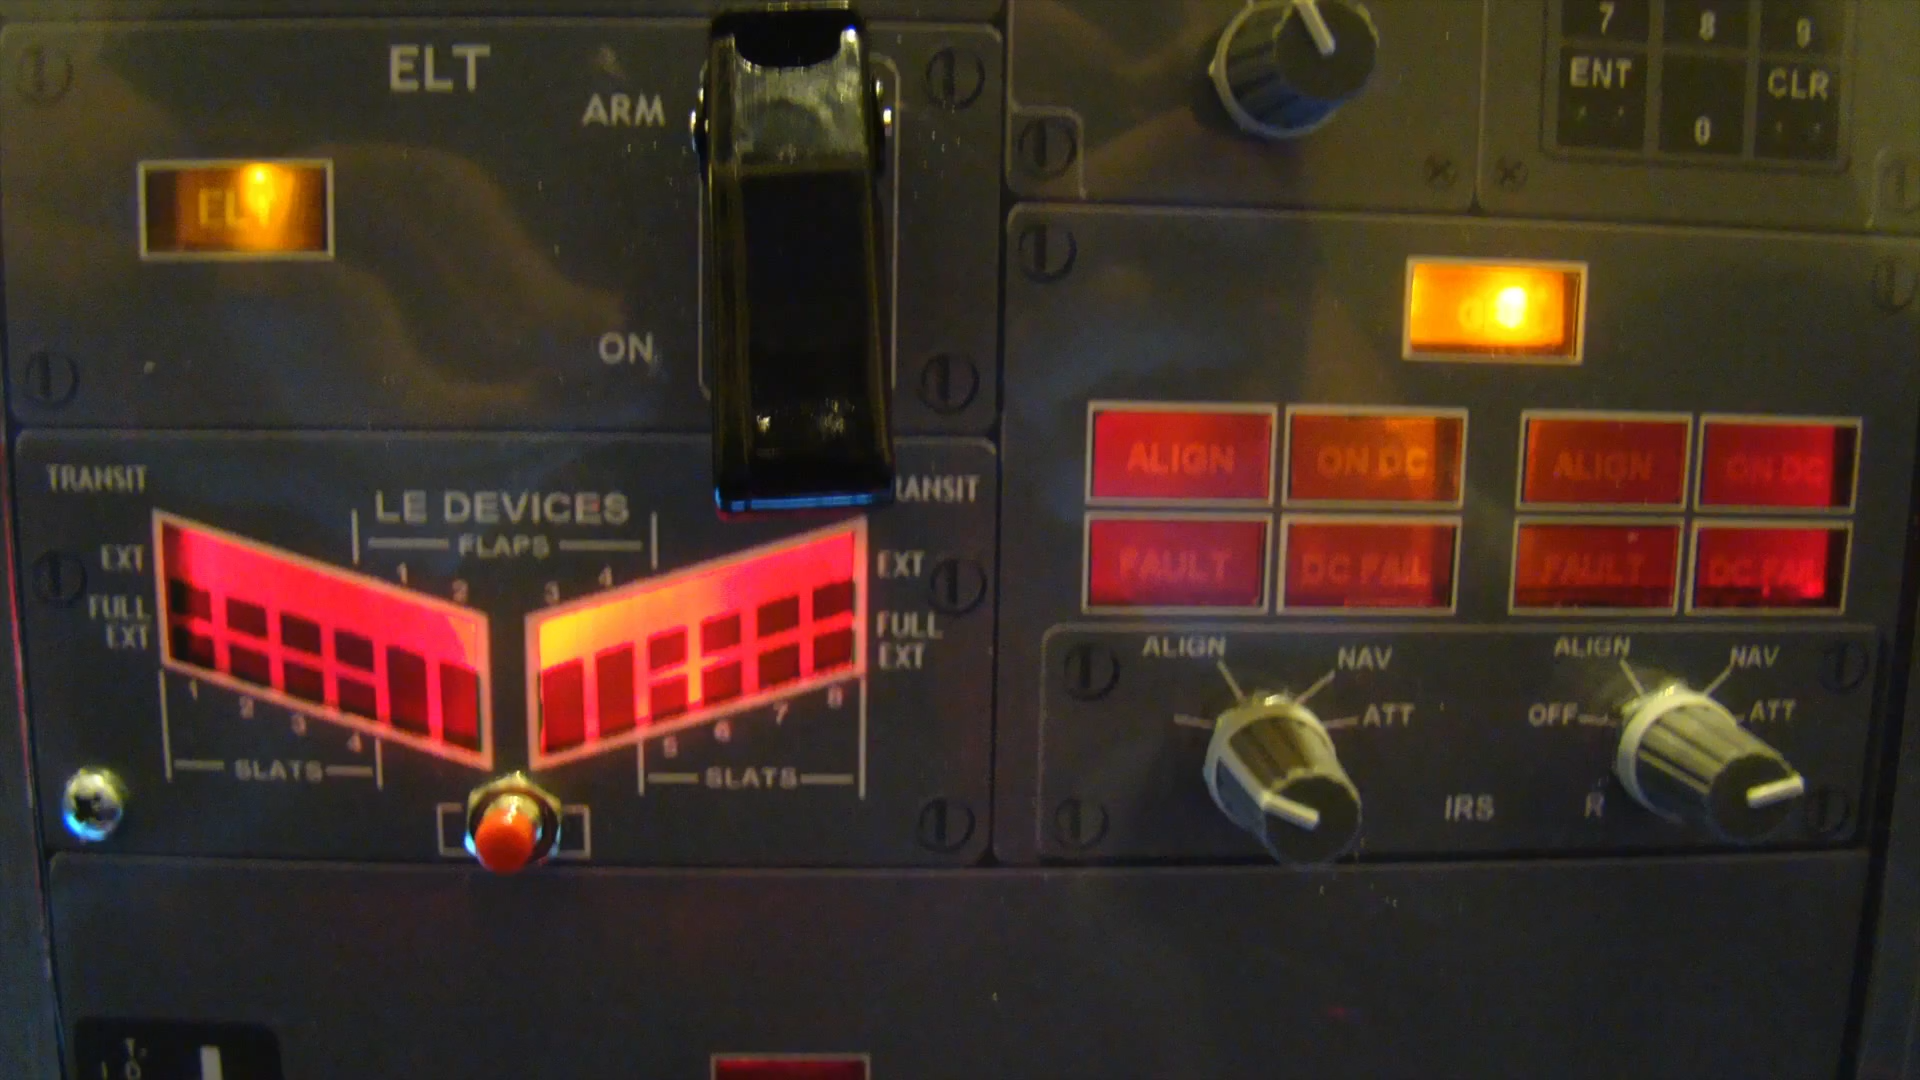 ELT
ARM
ELT
ON
7 8 9
ENT 0 CLR
TRANSIT
LE DEVICES
FLAPS
RANSIT
EXT
1 2 3 4
EXT
FULL
EXT
FULL
EXT
1 2 3 4
5 6 7 8
SLATS
SLATS
ALIGN ON DC ALIGN ON DC
FAULT DC FAIL FAULT DC FAIL
ALIGN NAV ALIGN NAV
ATT OFF ATT
IRS R